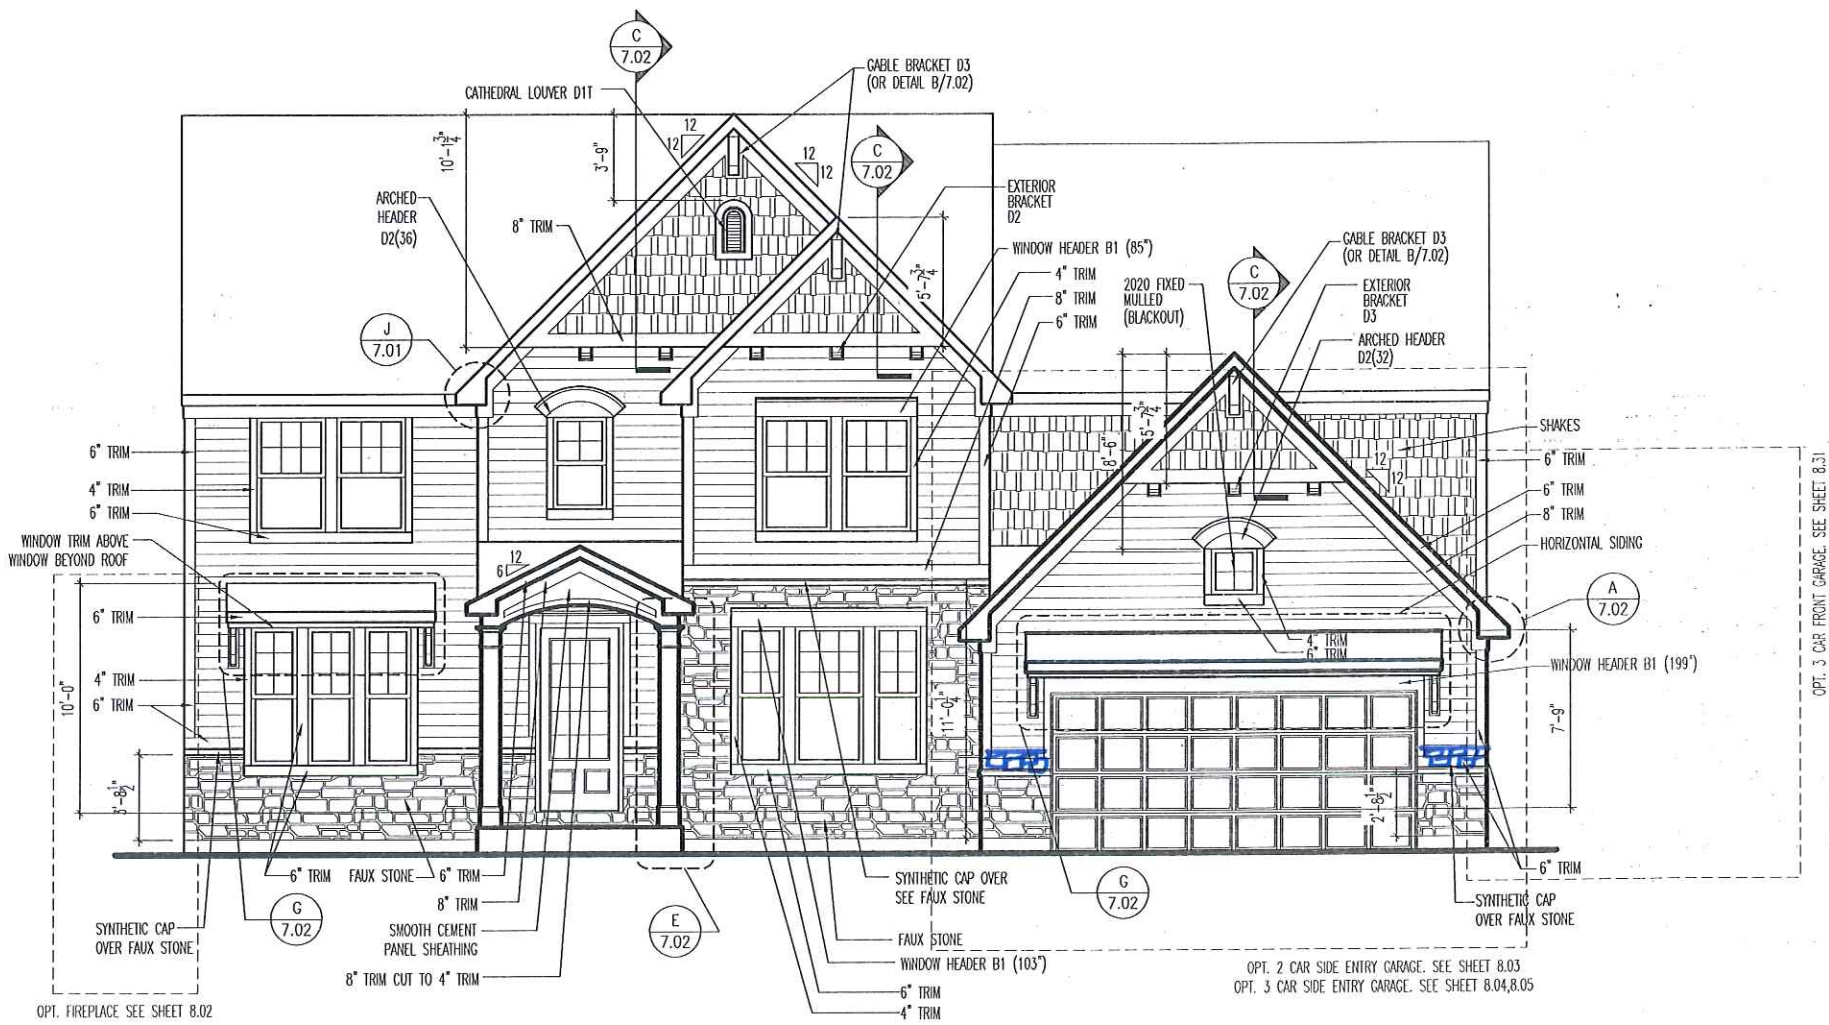 C
7.02
GABLE BRACKET D3
(OR DETAIL B/7.02)
CATHEDRAL LOUVER D1T
12
12
12
12
10'-1 3/4"
3'-9"
C
7.02
EXTERIOR
BRACKET
D2
ARCHED
HEADER
D2(36)
8" TRIM
WINDOW HEADER B1 (85")
4" TRIM
8" TRIM
6" TRIM
5'-7 3/4"
2020 FIXED
MULLED
(BLACKOUT)
C
7.02
GABLE BRACKET D3
(OR DETAIL B/7.02)
EXTERIOR
BRACKET
D3
ARCHED HEADER
D2(32)
J
7.01
5'-7 3/4"
8'-6"
SHAKES
12
12
6" TRIM
6" TRIM
8" TRIM
HORIZONTAL SIDING
A
7.02
OPT. 3 CAR FRONT GARAGE. SEE SHEET 8.31
6" TRIM
4" TRIM
6" TRIM
WINDOW TRIM ABOVE
WINDOW BEYOND ROOF
12
6
6" TRIM
4" TRIM
6" TRIM
4" TRIM
6" TRIM
WINDOW HEADER B1 (199")
10'-0"
3'-8 1/2"
11'-0 1/4"
7'-9"
2'-8 1/2"
6" TRIM
FAUX STONE
6" TRIM
8" TRIM
G
7.02
SYNTHETIC CAP
OVER FAUX STONE
SMOOTH CEMENT
PANEL SHEATHING
8" TRIM CUT TO 4" TRIM
E
7.02
SYNTHETIC CAP OVER
SEE FAUX STONE
FAUX STONE
WINDOW HEADER B1 (103")
6" TRIM
4" TRIM
G
7.02
6" TRIM
SYNTHETIC CAP
OVER FAUX STONE
OPT. 2 CAR SIDE ENTRY GARAGE. SEE SHEET 8.03
OPT. 3 CAR SIDE ENTRY GARAGE. SEE SHEET 8.04,8.05
OPT. FIREPLACE SEE SHEET 8.02